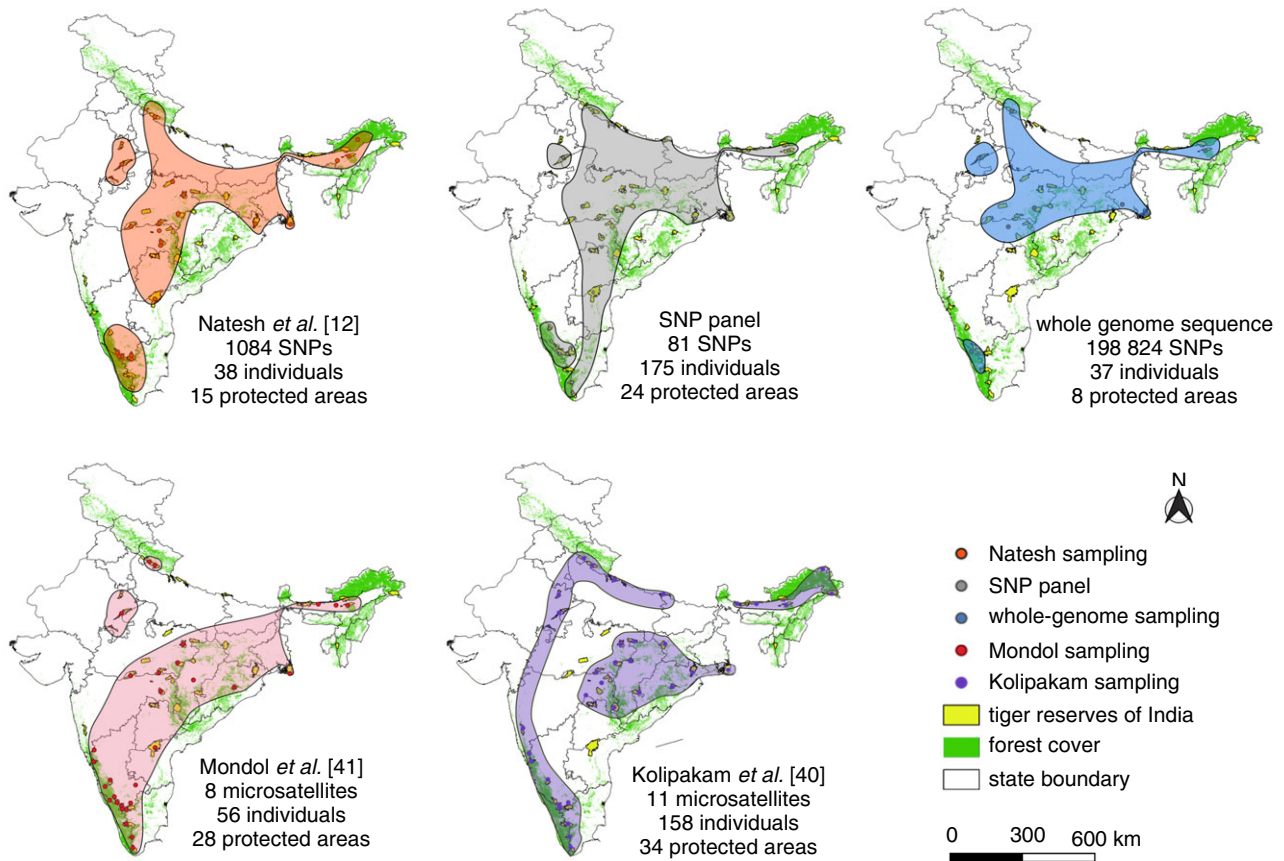 Natesh et al. [12]
1084 SNPs
38 individuals
15 protected areas
SNP panel
81 SNPs
175 individuals
24 protected areas
whole genome sequence
198 824 SNPs
37 individuals
8 protected areas
Mondol et al. [41]
8 microsatellites
56 individuals
28 protected areas
Kolipakam et al. [40]
11 microsatellites
158 individuals
34 protected areas
N
Natesh sampling
SNP panel
whole-genome sampling
Mondol sampling
Kolipakam sampling
tiger reserves of India
forest cover
state boundary
0 300 600 km